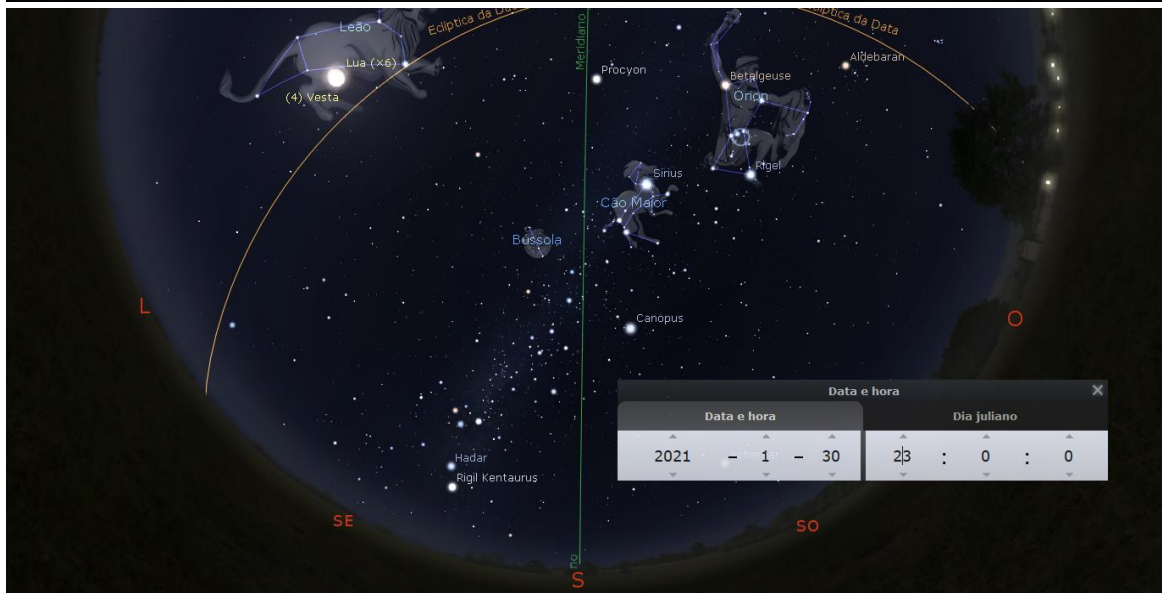 Eclíptica da Data
Eclíptica da Data
Leão
Meridiano
Lua (×6)
Aldebaran
Procyon
Betelgeuse
(4) Vesta
Órion
Rigel
Sirius
Cão Maior
Bússola
L
Canopus
O
Data e hora
×
Data e hora
Dia juliano
2021 – 1 – 30
23 : 0 : 0
Hadar
Rigil Kentaurus
SE
SO
no
S